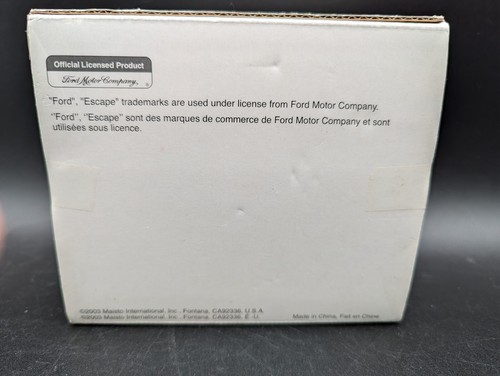 Official Licensed Product
Ford Motor Company,
"Ford", "Escape" trademarks are used under license from Ford Motor Company.
"Ford", "Escape" sont des marques de commerce de Ford Motor Company et sont
utilisées sous licence.
©2003 Maisto International, Inc., Fontana, CA92336, U.S.A.
©2003 Maisto International, Inc., Fontana, CA92336, E. U.
Made in China, Fait en Chine.